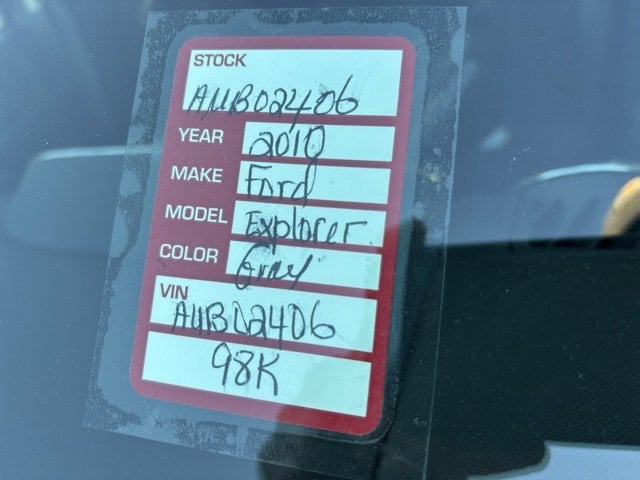 STOCK
AUB02406
YEAR 2010
MAKE Ford
MODEL Explorer
COLOR Gray
VIN
AUB02406
98K